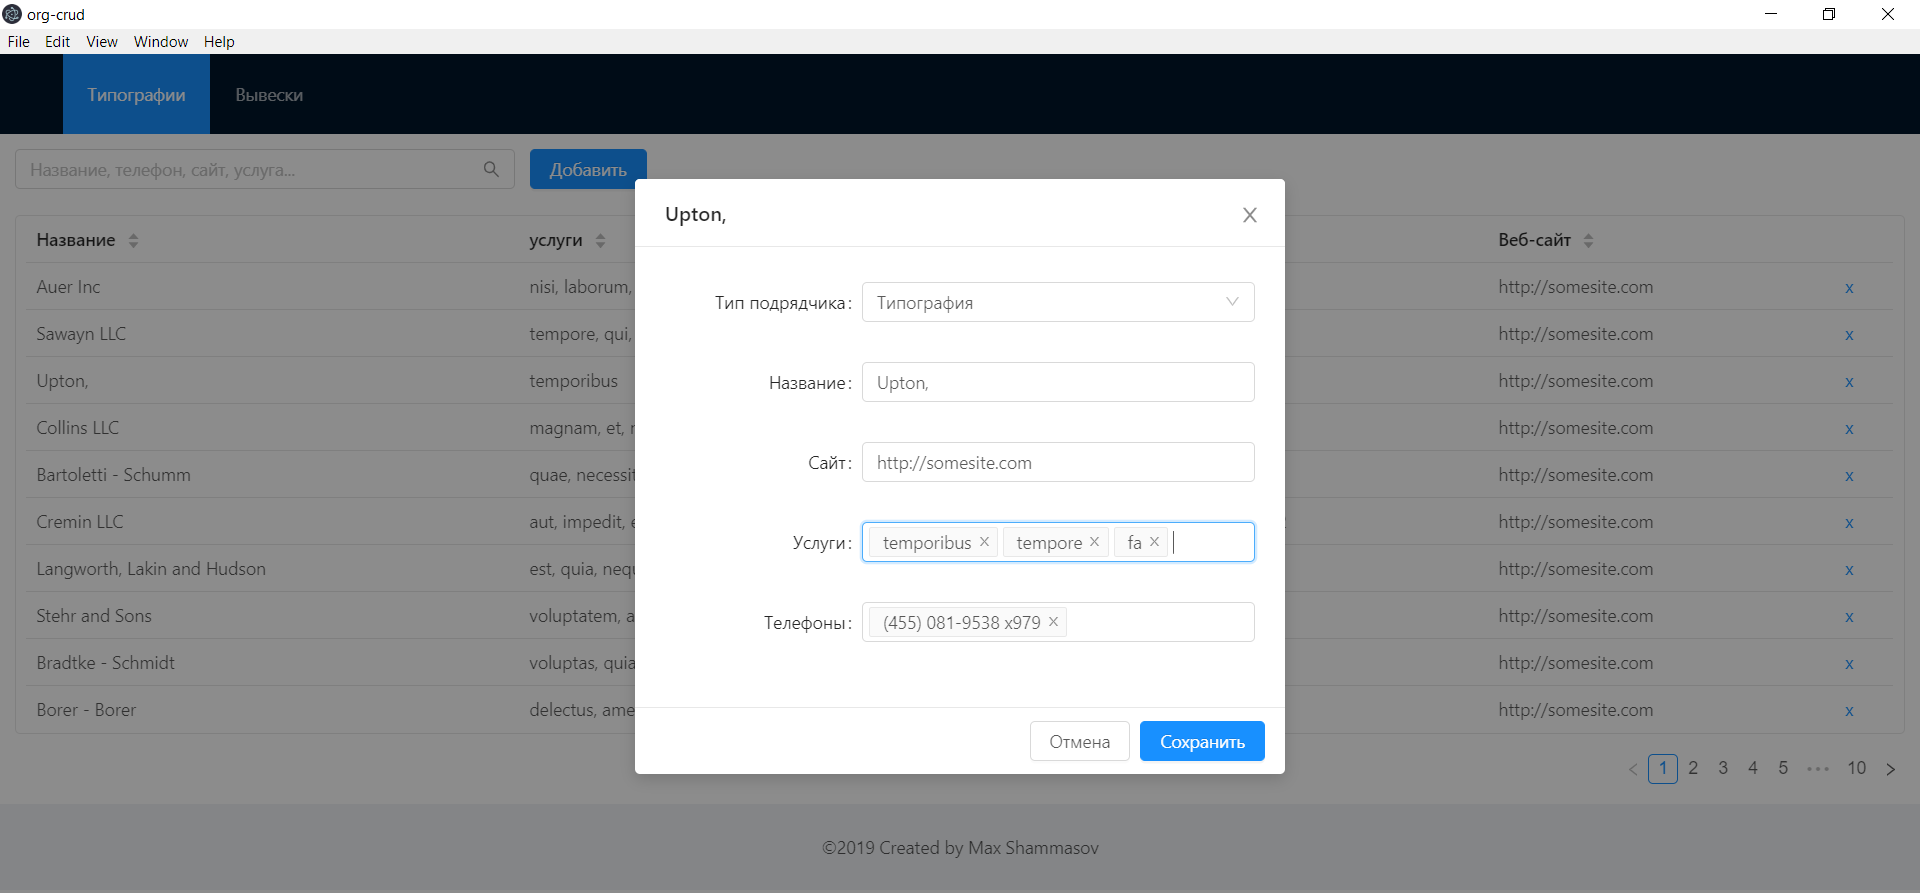 org-crud
File Edit View Window Help
Типографии Вывески
Название, телефон, сайт, услуга... Добавить
Название услуги Веб-сайт
Auer Inc nisi, laborum, http://somesite.com x
Sawayn LLC tempore, qui, http://somesite.com x
Upton, temporibus http://somesite.com x
Collins LLC magnam, et, http://somesite.com x
Bartoletti - Schumm quae, http://somesite.com x
Cremin LLC aut, impedit, http://somesite.com x
Langworth, Lakin and Hudson est, quia, http://somesite.com x
Stehr and Sons voluptatem, http://somesite.com x
Bradtke - Schmidt voluptas, http://somesite.com x
Borer - Borer delectus, http://somesite.com x
Upton,
Тип подрядчика: Типография
Название: Upton,
Сайт: http://somesite.com
Услуги: temporibus tempore fa
Телефоны: (455) 081-9538 x979
Отмена Сохранить
< 1 2 3 4 5 ••• 10 >
©2019 Created by Max Shammasov